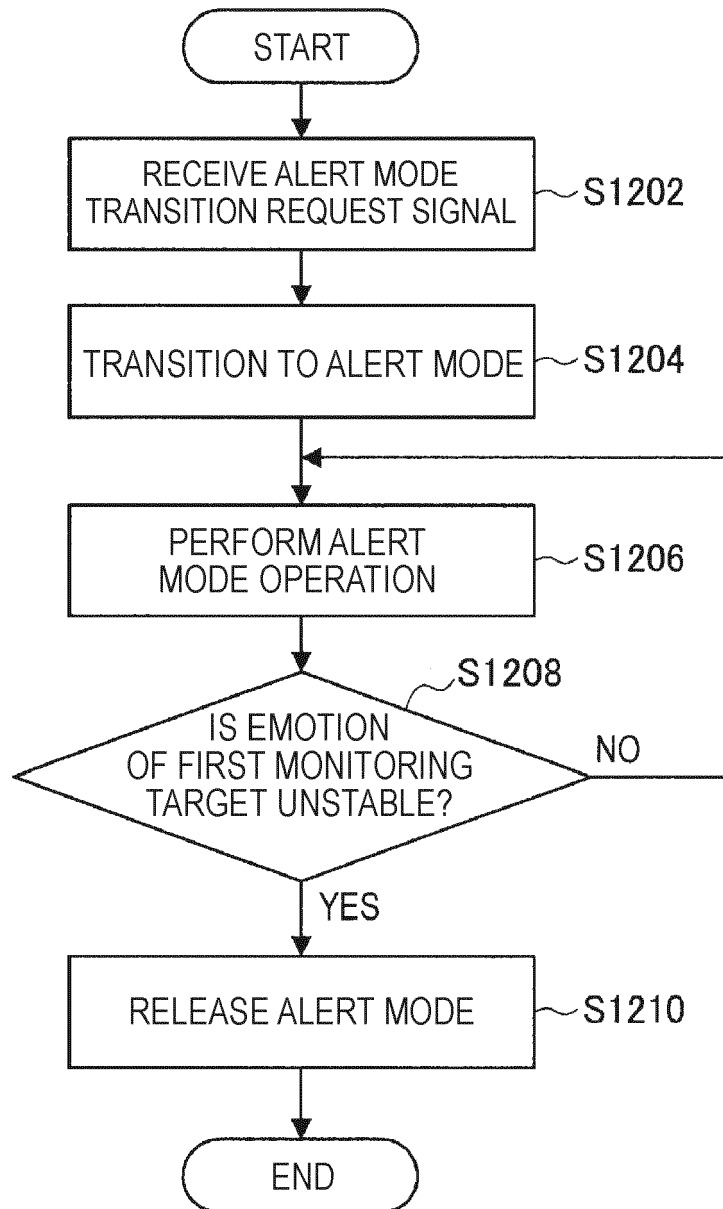 START
RECEIVE ALERT MODE
TRANSITION REQUEST SIGNAL
S1202
TRANSITION TO ALERT MODE
S1204
PERFORM ALERT
MODE OPERATION
S1206
S1208
IS EMOTION
OF FIRST MONITORING
TARGET UNSTABLE?
NO
YES
RELEASE ALERT MODE
S1210
END